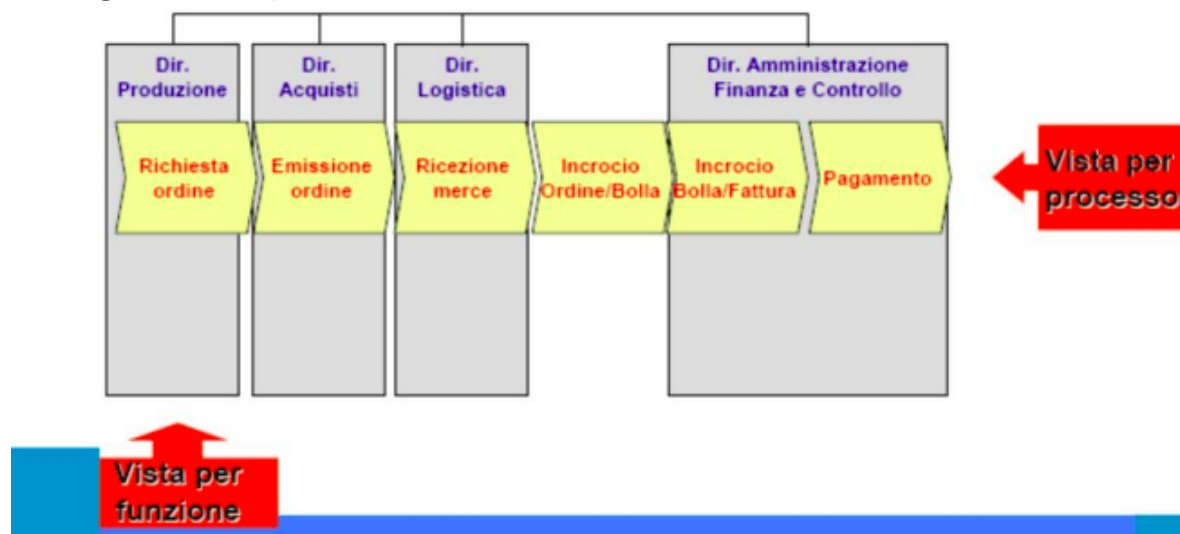 Dir.
Produzione
Dir.
Acquisti
Dir.
Logistica
Dir. Amministrazione
Finanza e Controllo
Richiesta
ordine
Emissione
ordine
Ricezione
merce
Incrocio
Ordine/Bolla
Incrocio
Bolla/Fattura
Pagamento
Vista per
processo
Vista per
funzione